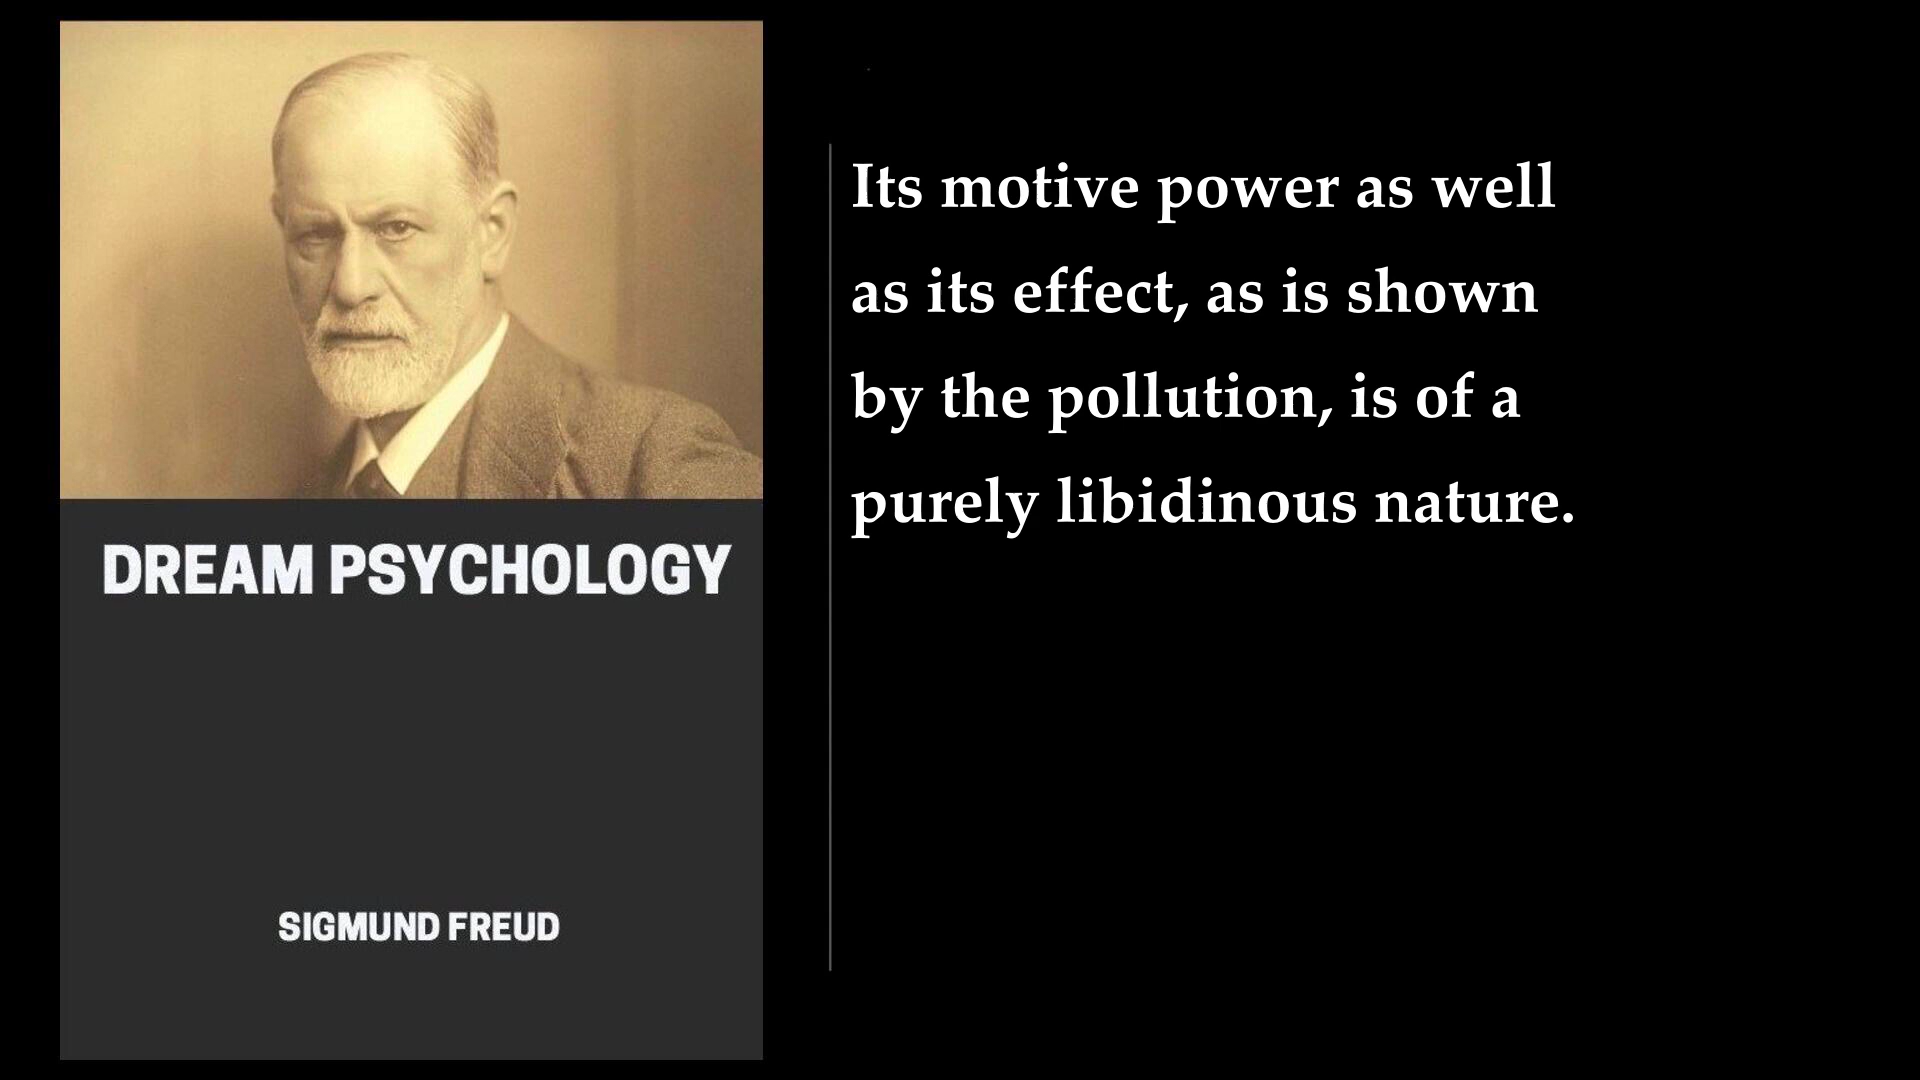 DREAM PSYCHOLOGY
SIGMUND FREUD
Its motive power as well
as its effect, as is shown
by the pollution, is of a
purely libidinous nature.